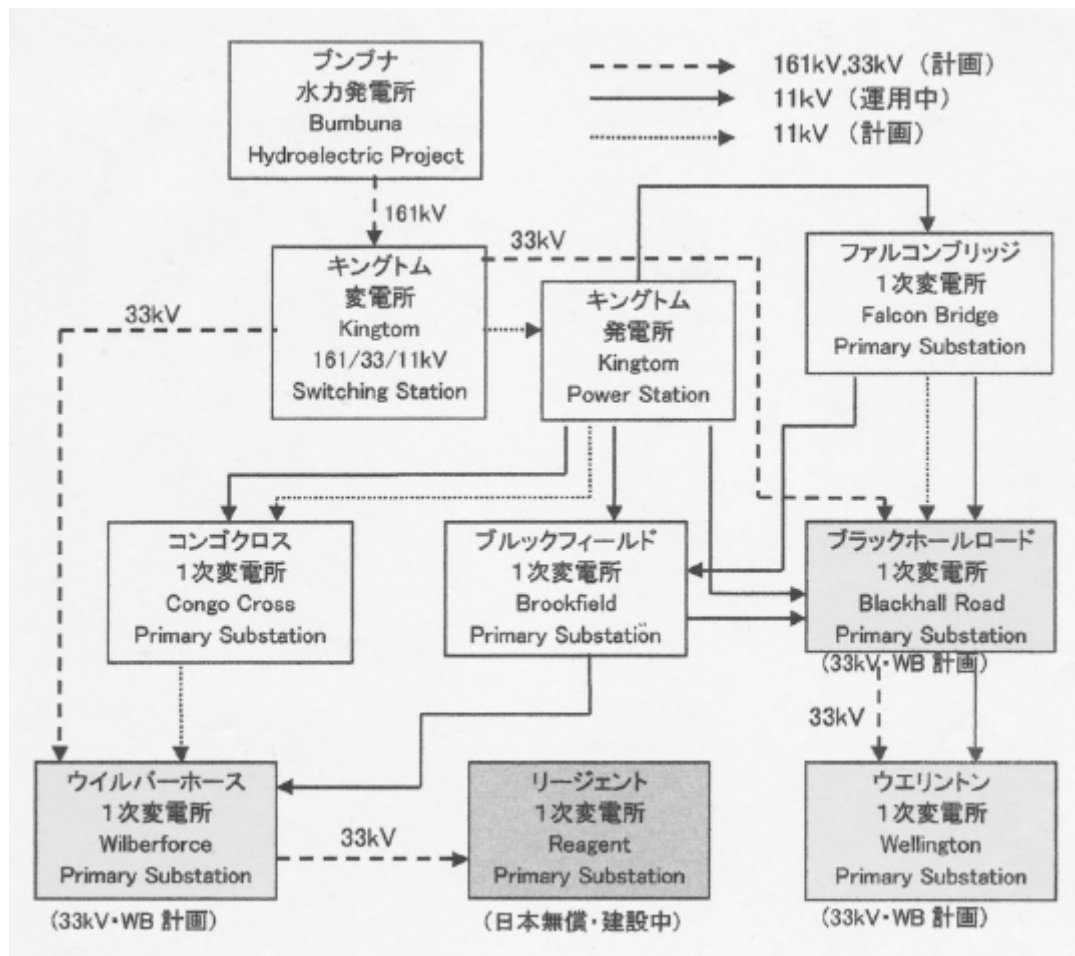 ブンブナ
水力発電所
Bumbuna
Hydroelectric Project
161kV,33kV (計画)
11kV (運用中)
11kV (計画)
161kV
33kV
33kV
キングトム
変電所
Kingtom
161/33/11kV
Switching Station
キングトム
発電所
Kingtom
Power Station
ファルコンブリッジ
1次変電所
Falcon Bridge
Primary Substation
コンゴクロス
1次変電所
Congo Cross
Primary Substation
ブルックフィールド
1次変電所
Brookfield
Primary Substation
ブラックホールロード
1次変電所
Blackhall Road
Primary Substation
(33kV・WB 計画)
33kV
ウイルバーホース
1次変電所
Wilberforce
Primary Substation
(33kV・WB 計画)
33kV
リージェント
1次変電所
Reagent
Primary Substation
(日本無償・建設中)
ウエリントン
1次変電所
Wellington
Primary Substation
(33kV・WB 計画)